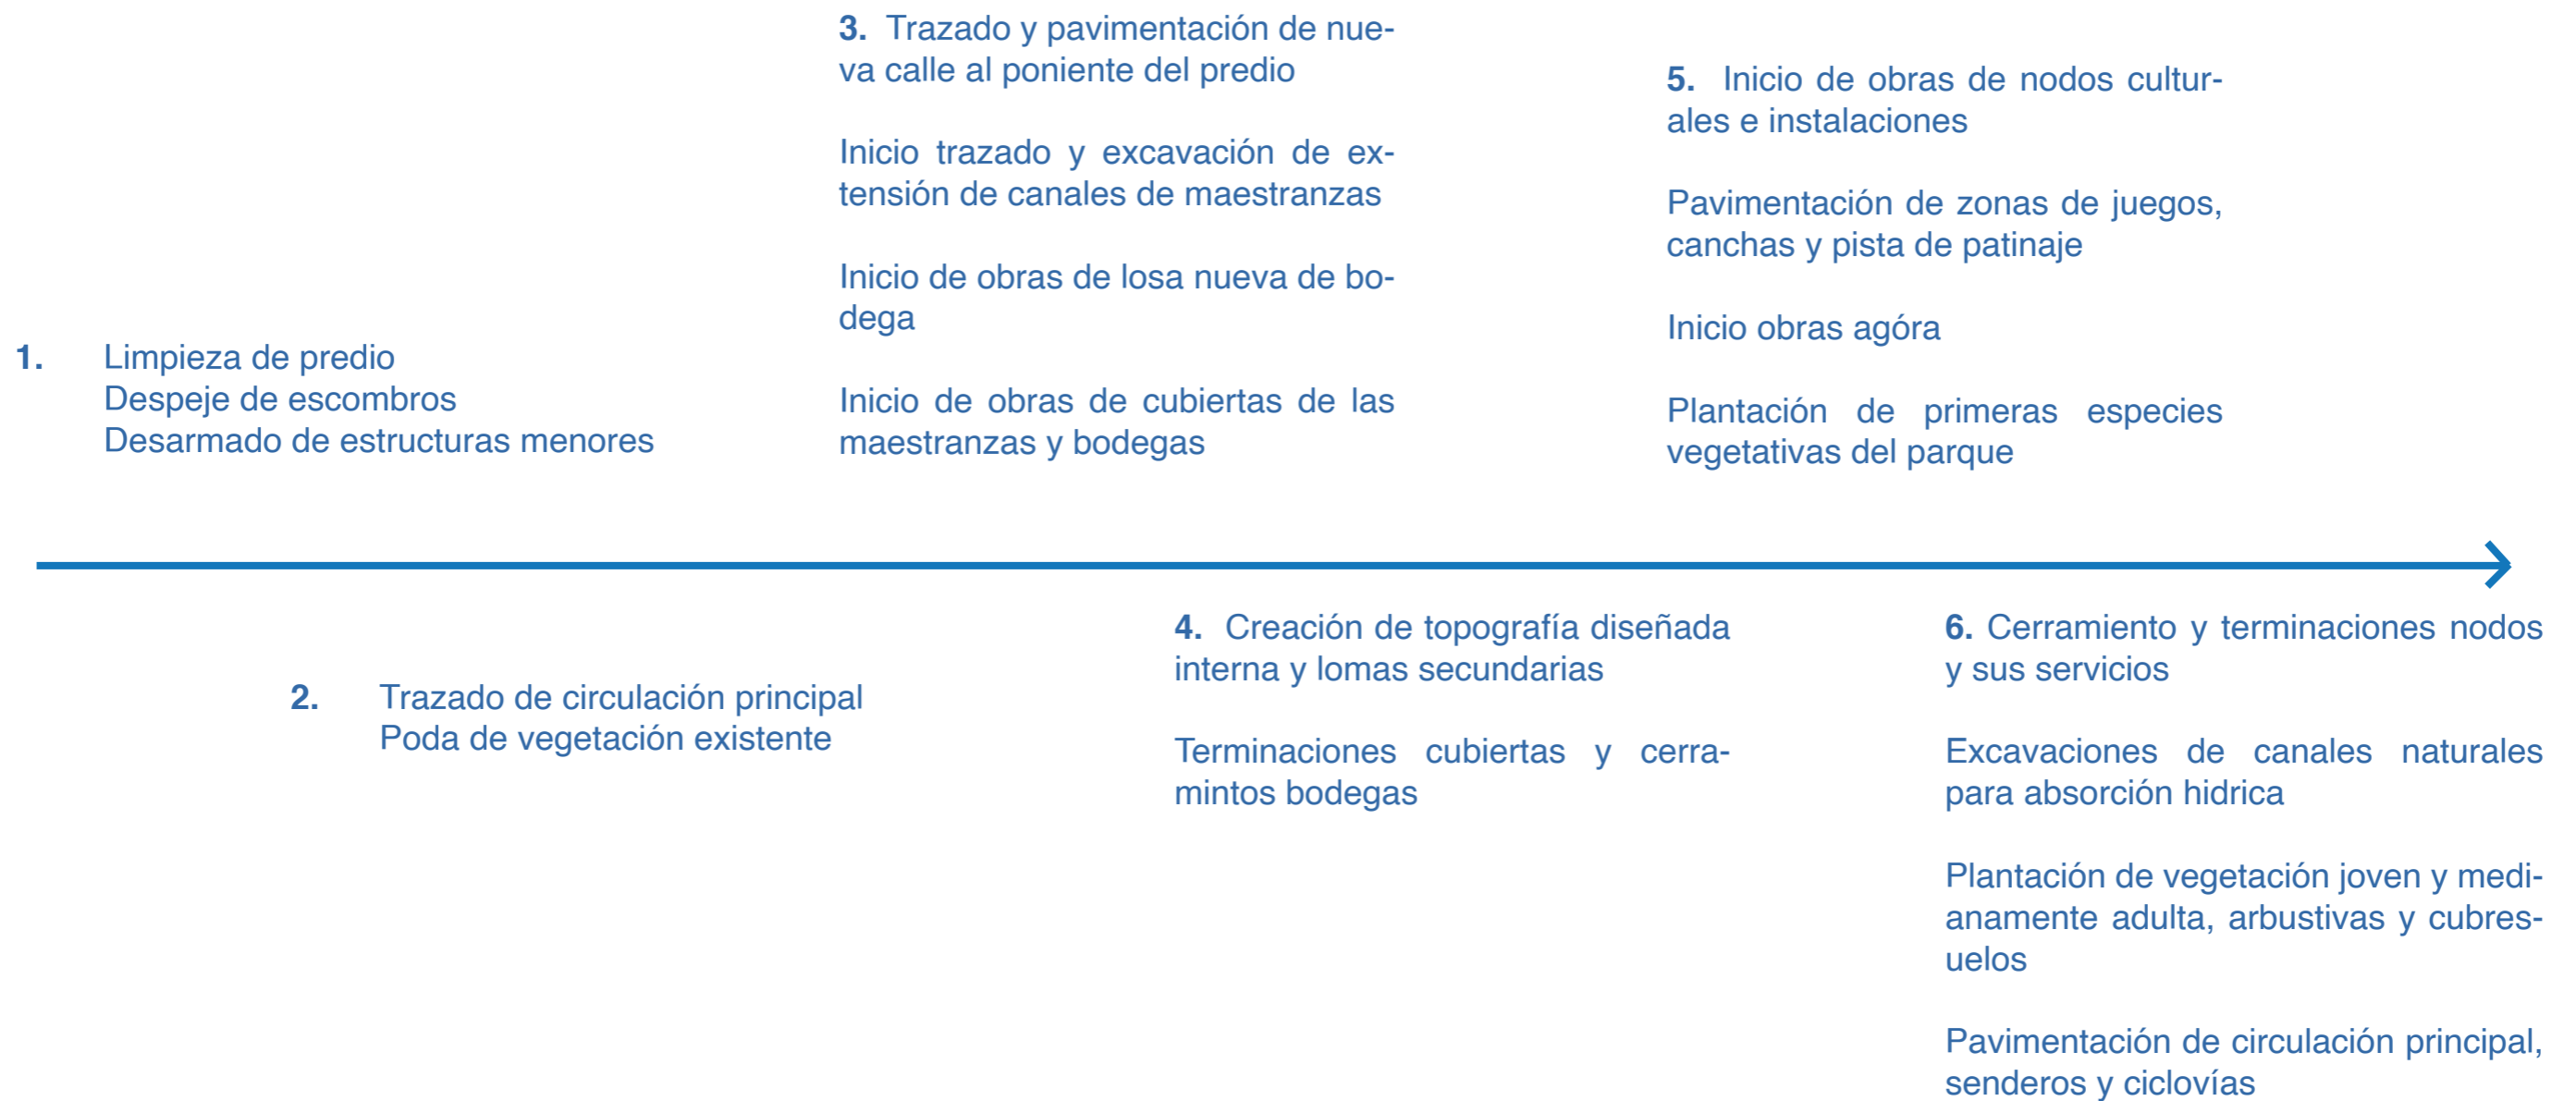 1. Limpieza de predio
Despeje de escombros
Desarmado de estructuras menores
2. Trazado de circulación principal
Poda de vegetación existente
3. Trazado y pavimentación de nue-
va calle al poniente del predio
Inicio trazado y excavación de ex-
tensión de canales de maestranzas
Inicio de obras de losa nueva de bo-
dega
Inicio de obras de cubiertas de las
maestranzas y bodegas
4. Creación de topografía diseñada
interna y lomas secundarias
Terminaciones cubiertas y cerra-
mintos bodegas
5. Inicio de obras de nodos cultur-
ales e instalaciones
Pavimentación de zonas de juegos,
canchas y pista de patinaje
Inicio obras agóra
Plantación de primeras especies
vegetativas del parque
6. Cerramiento y terminaciones nodos
y sus servicios
Excavaciones de canales naturales
para absorción hidrica
Plantación de vegetación joven y medi-
anamente adulta, arbustivas y cubres-
uelos
Pavimentación de circulación principal,
senderos y ciclovías